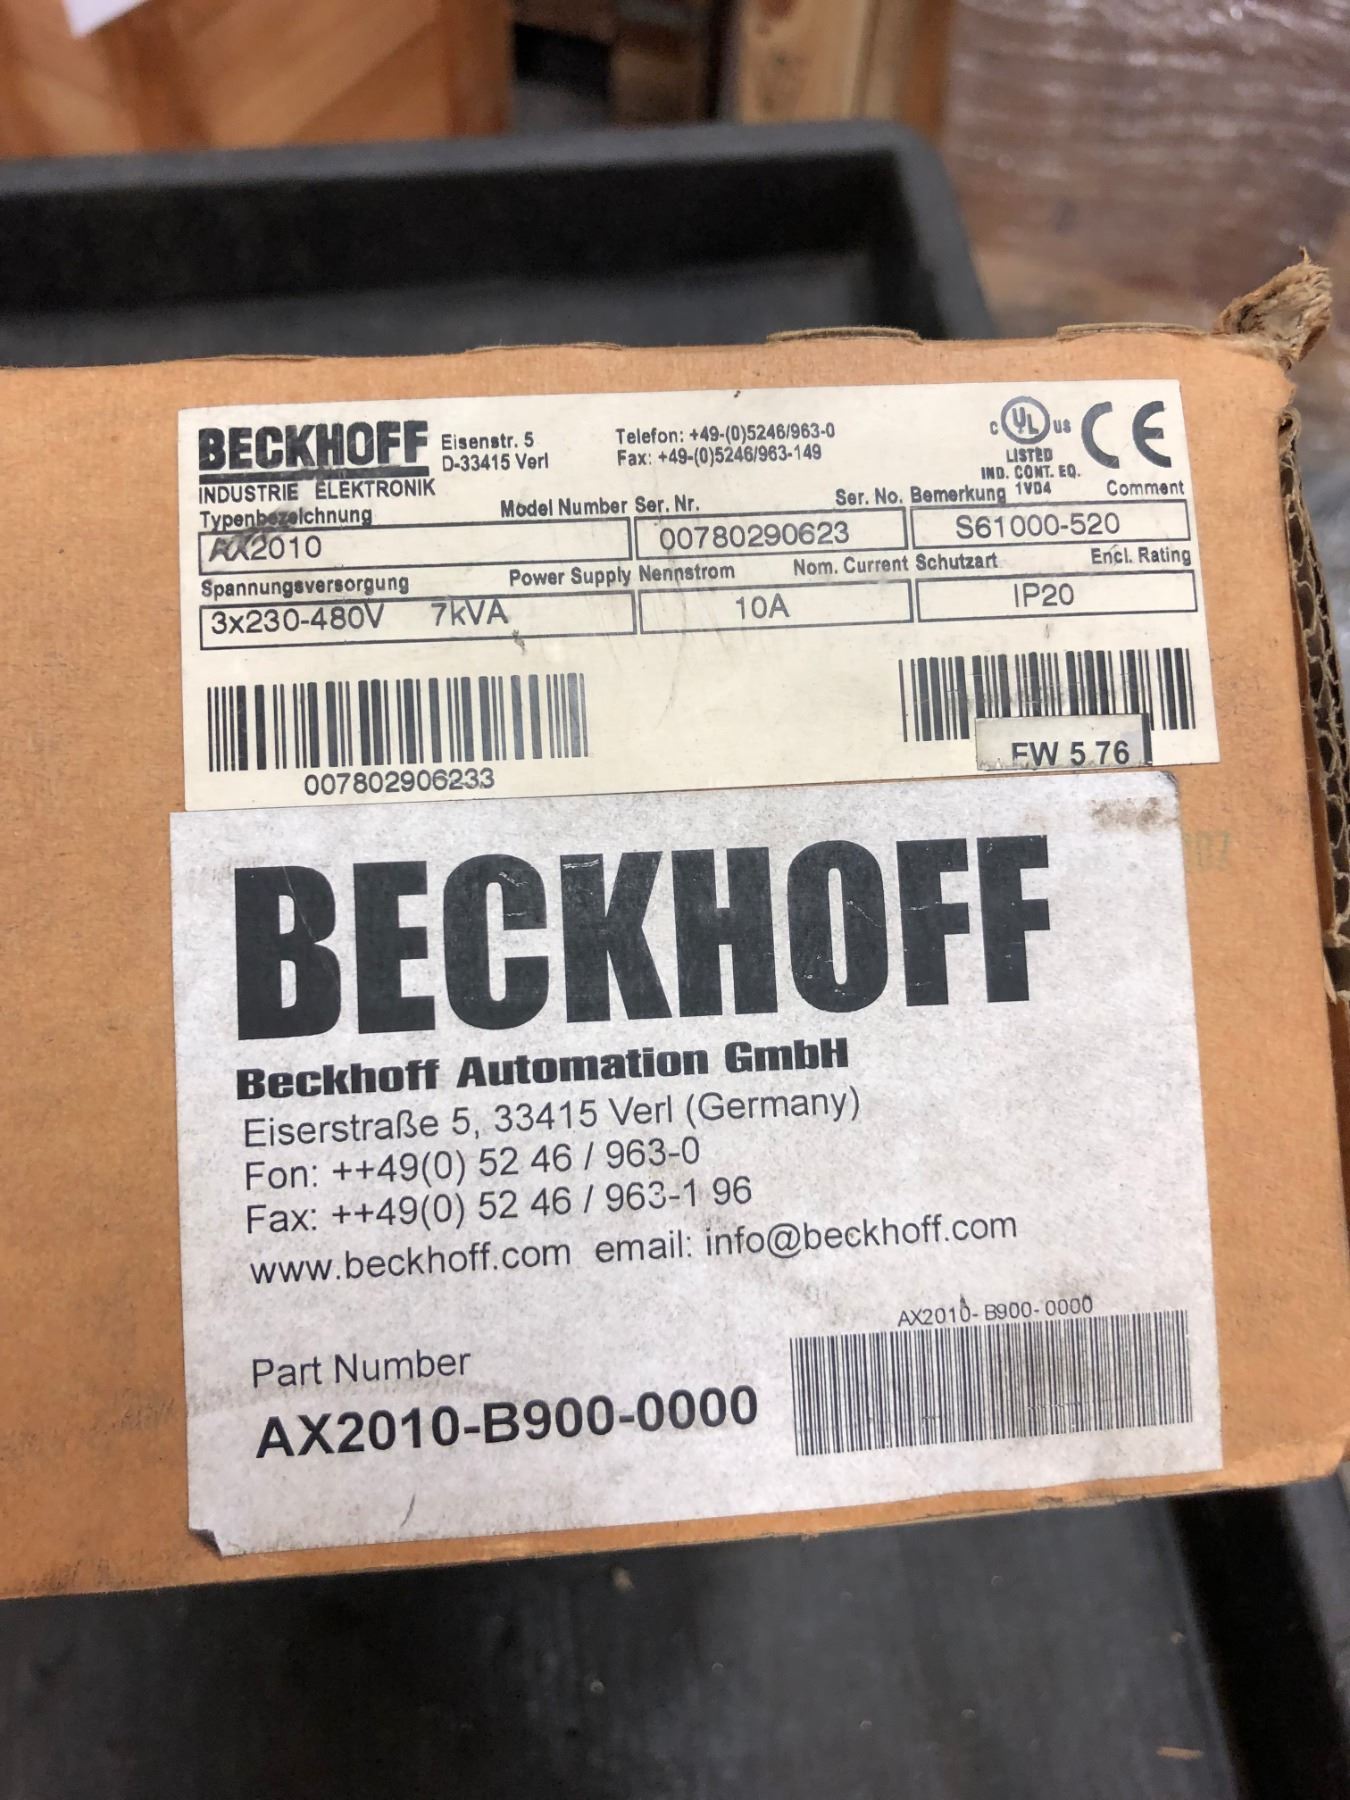 BECKHOFF Eisenstr. 5 Telefon: +49-(0)5246/963-0
D-33415 Verl Fax: +49-(0)5246/963-149
INDUSTRIE ELEKTRONIK
c UL us CE
LISTED
IND. CONT. EQ.
1VD4
Typenbezeichnung Model Number Ser. Nr. Ser. No. Bemerkung Comment
AX2010 00780290623 S61000-520
Spannungsversorgung Power Supply Nennstrom Nom. Current Schutzart Encl. Rating
3x230-480V 7kVA 10A IP20
007802906233
FW 5 76
BECKHOFF
Beckhoff Automation GmbH
Eiserstraße 5, 33415 Verl (Germany)
Fon: ++49(0) 52 46 / 963-0
Fax: ++49(0) 52 46 / 963-1 96
www.beckhoff.com email: info@beckhoff.com
AX2010-B900-0000
Part Number
AX2010-B900-0000